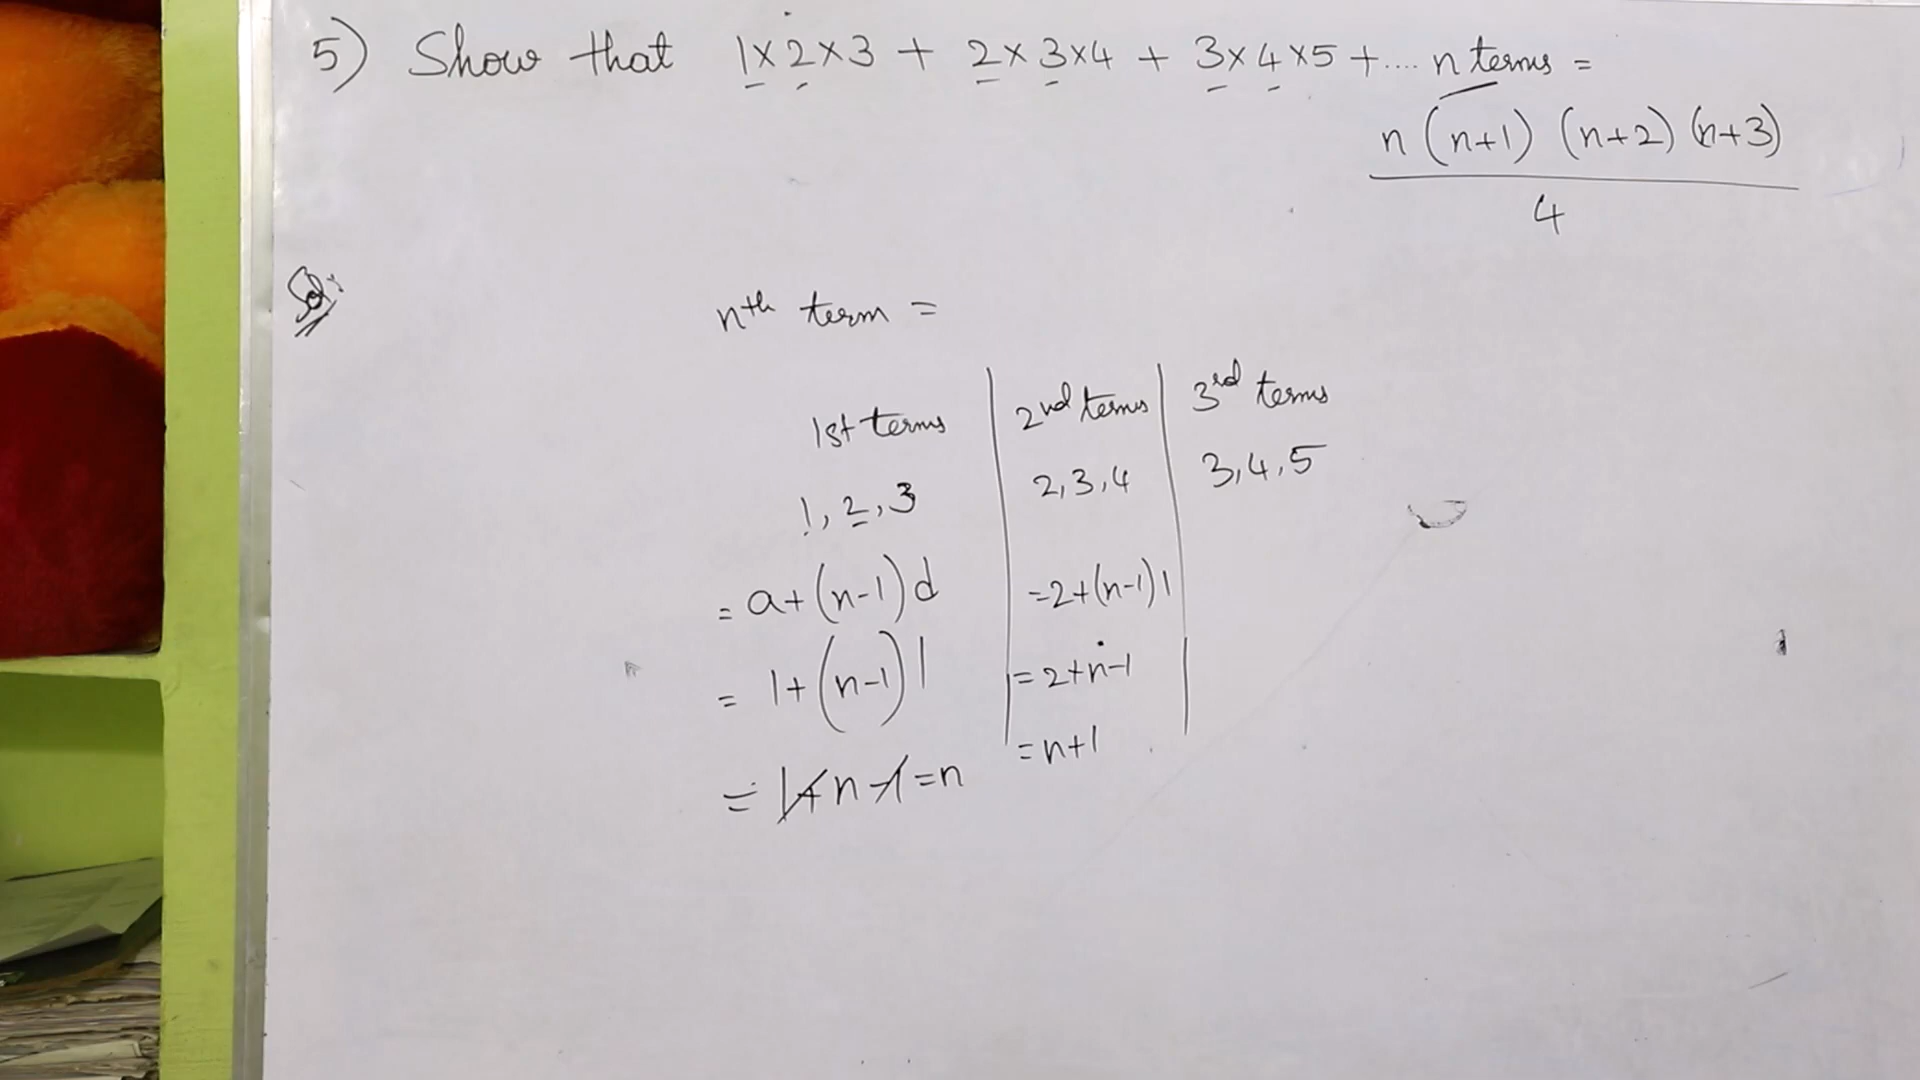 5) Show that 1×2×3 + 2×3×4 + 3×4×5 +.... n terms =
n (n+1) (n+2) (n+3)
4
Sol:
nth term =
1st terms 2nd terms 3rd terms
1, 2, 3 2, 3, 4 3, 4, 5
= a+(n-1)d =2+(n-1)1
= 1+(n-1)1 = 2+n-1
= 1+n-1=n = n+1